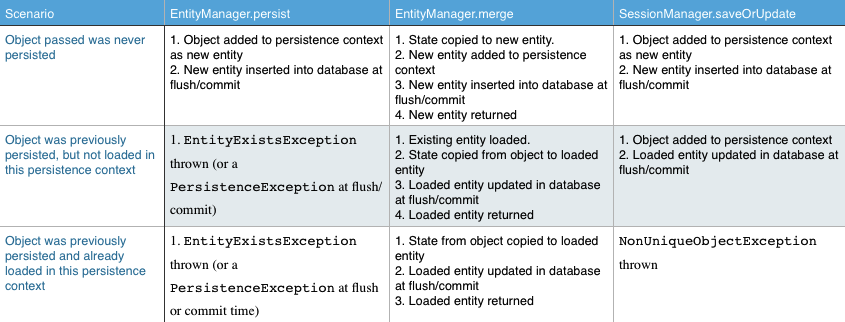 Scenario
EntityManager.persist
EntityManager.merge
SessionManager.saveOrUpdate
Object passed was never
persisted
1. Object added to persistence context
as new entity
2. New entity inserted into database at
flush/commit
1. State copied to new entity.
2. New entity added to persistence
context
3. New entity inserted into database at
flush/commit
4. New entity returned
1. Object added to persistence context
as new entity
2. New entity inserted into database at
flush/commit
Object was previously
persisted, but not loaded in
this persistence context
1. EntityExistsException
thrown (or a
PersistenceException at flush/
commit)
1. Existing entity loaded.
2. State copied from object to loaded
entity
3. Loaded entity updated in database
at flush/commit
4. Loaded entity returned
1. Object added to persistence context
2. Loaded entity updated in database at
flush/commit
Object was previously
persisted and already
loaded in this persistence
context
1. EntityExistsException
thrown (or a
PersistenceException at flush
or commit time)
1. State from object copied to loaded
entity
2. Loaded entity updated in database
at flush/commit
3. Loaded entity returned
NonUniqueObjectException
thrown